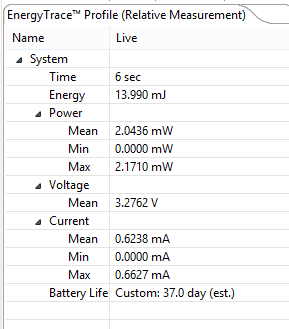 EnergyTrace™ Profile (Relative Measurement)
Name Live
System
Time 6 sec
Energy 13.990 mJ
Power
Mean 2.0436 mW
Min 0.0000 mW
Max 2.1710 mW
Voltage
Mean 3.2762 V
Current
Mean 0.6238 mA
Min 0.0000 mA
Max 0.6627 mA
Battery Life Custom: 37.0 day (est.)